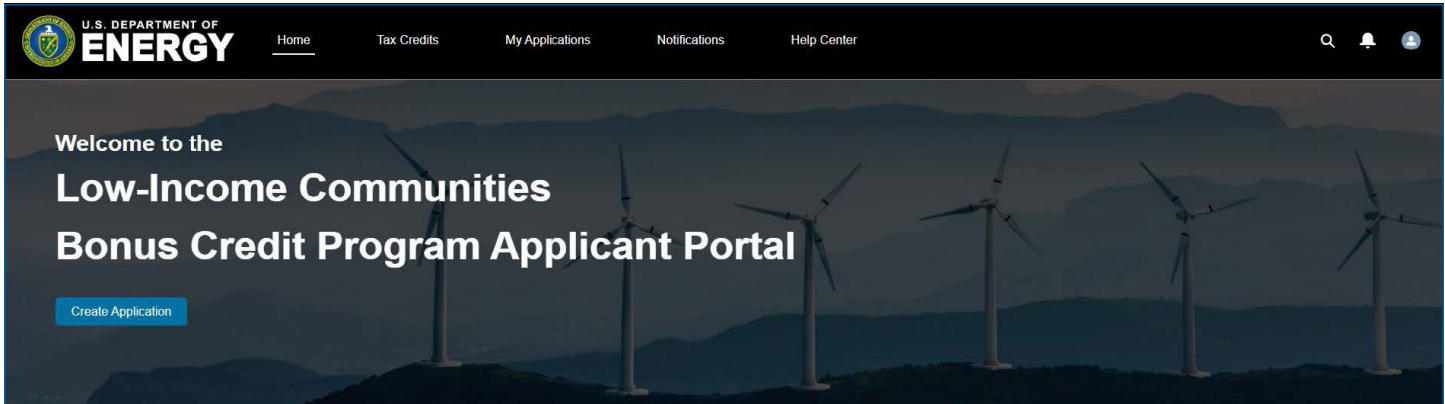 U.S. DEPARTMENT OF
ENERGY
Home
Tax Credits
My Applications
Notifications
Help Center
Welcome to the
Low-Income Communities
Bonus Credit Program Applicant Portal
Create Application